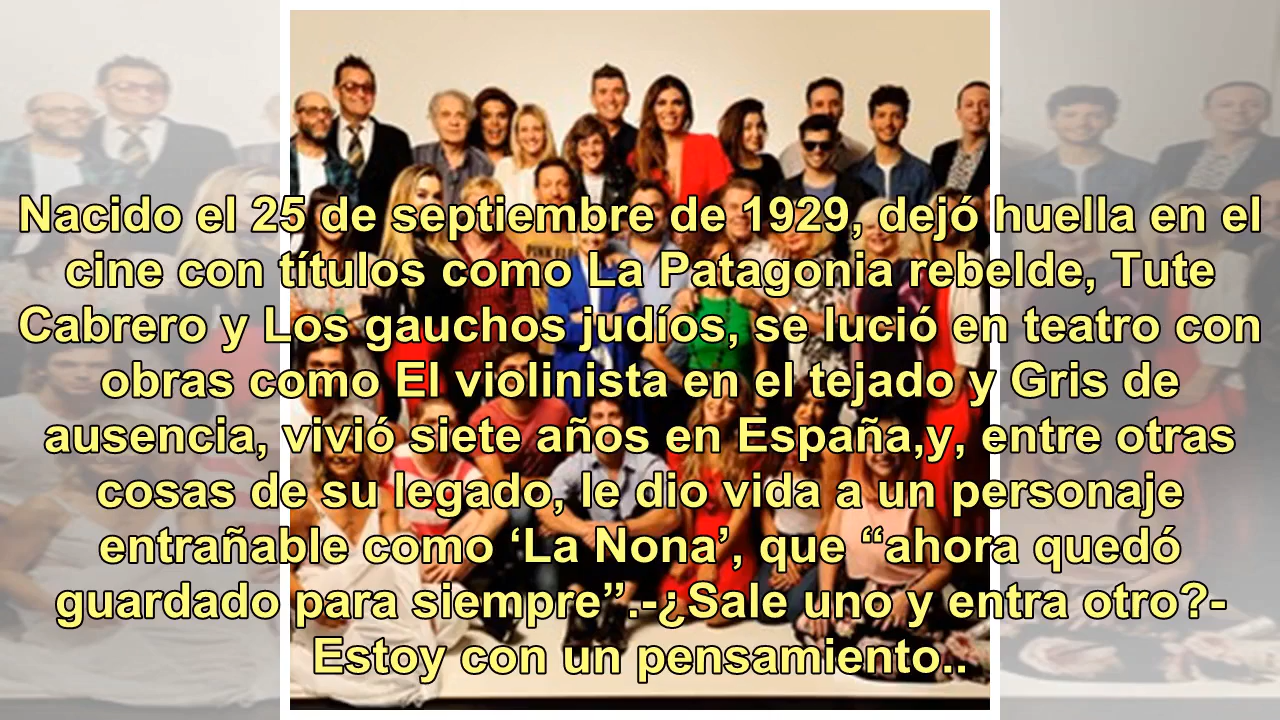 Nacido el 25 de septiembre de 1929, dejó huella en el
cine con títulos como La Patagonia rebelde, Tute
Cabrero y Los gauchos judíos, se lució en teatro con
obras como El violinista en el tejado y Gris de
ausencia, vivió siete años en España,y, entre otras
cosas de su legado, le dio vida a un personaje
entrañable como ‘La Nona’, que “ahora quedó
guardado para siempre”.-¿Sale uno y entra otro?-
Estoy con un pensamiento..